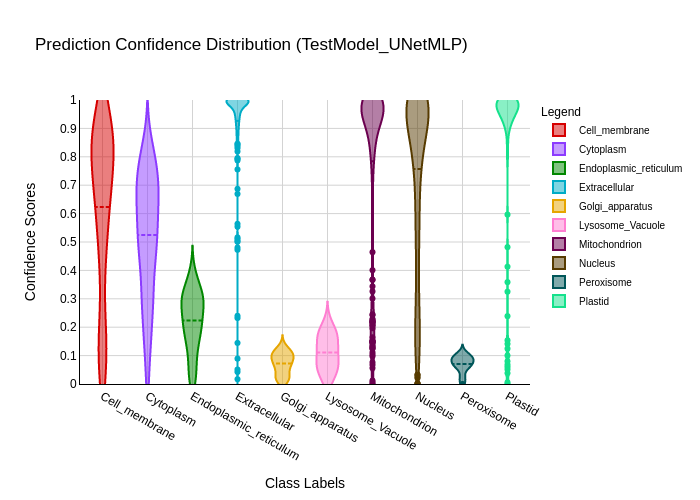 Prediction Confidence Distribution (TestModel_UNetMLP)
Legend
Cell_membrane
Cytoplasm
Endoplasmic_reticulum
Extracellular
Golgi_apparatus
Lysosome_Vacuole
Mitochondrion
Nucleus
Peroxisome
Plastid
Confidence Scores
1
0.9
0.8
0.7
0.6
0.5
0.4
0.3
0.2
0.1
0
Cell_membrane
Cytoplasm
Endoplasmic_reticulum
Extracellular
Golgi_apparatus
Lysosome_Vacuole
Mitochondrion
Nucleus
Peroxisome
Plastid
Class Labels